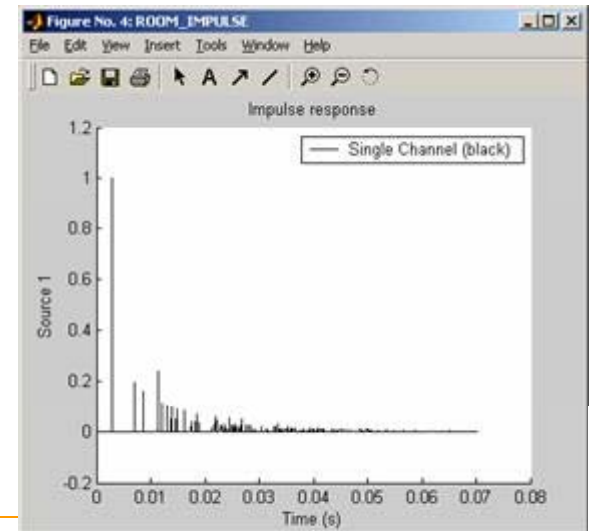 Figure No. 4: ROOM_IMPULSE
File Edit View Insert Tools Window Help
A
Impulse response
Single Channel (black)
1.2
1
0.8
0.6
0.4
0.2
0
-0.2
Source 1
0 0.01 0.02 0.03 0.04 0.05 0.06 0.07 0.08
Time (s)